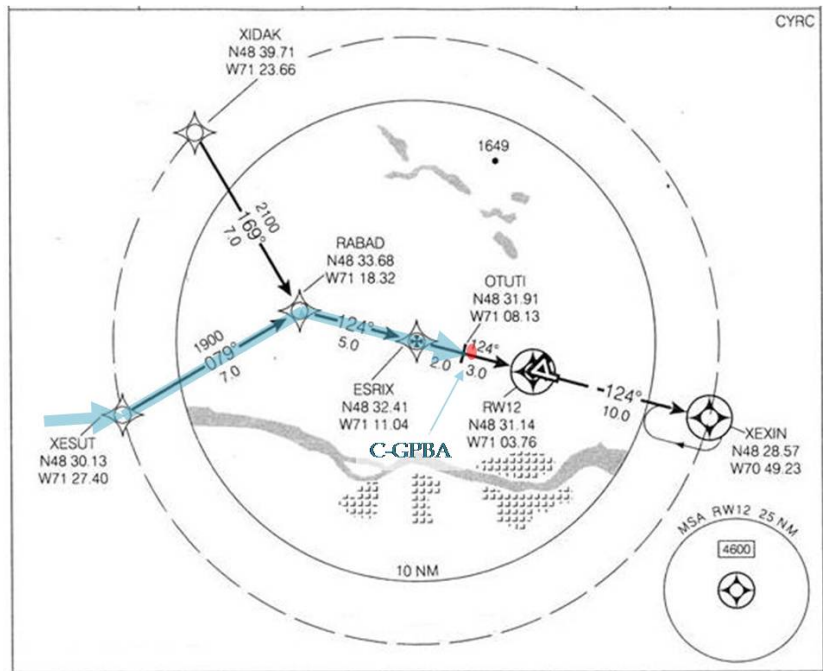 CYRC
XIDAK
N48 39.71
W71 23.66
1649
2100
169°
7.0
RABAD
N48 33.68
W71 18.32
OTUTI
N48 31.91
W71 08.13
1900
079°
7.0
124°
5.0
2.0
124°
3.0
-124°
10.0
ESRIX
N48 32.41
W71 11.04
RW12
N48 31.14
W71 03.76
C-GPBA
XESUT
N48 30.13
W71 27.40
XEXIN
N48 28.57
W70 49.23
10 NM
MSA RW12 25 NM
4600